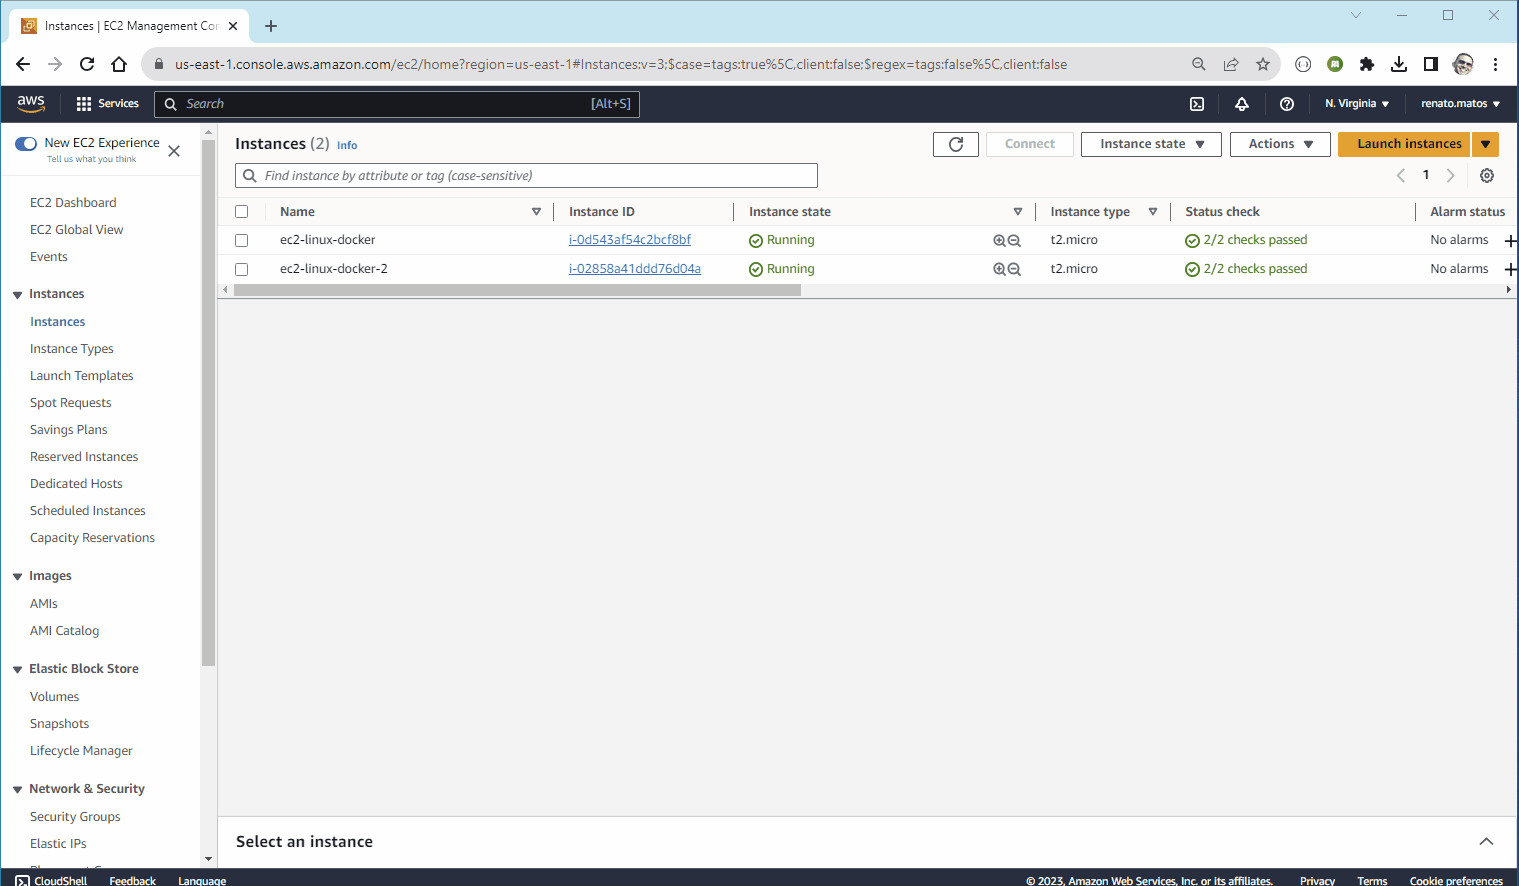 Instances | EC2 Management Con
us-east-1.console.aws.amazon.com/ec2/home?region=us-east-1#Instances:v=3;$case=tags:true%5C,client:false;$regex=tags:false%5C,client:false
aws
Services
Search
[Alt+S]
N. Virginia
renato.matos
New EC2 Experience
Tell us what you think
EC2 Dashboard
EC2 Global View
Events
Instances
Instances
Instance Types
Launch Templates
Spot Requests
Savings Plans
Reserved Instances
Dedicated Hosts
Scheduled Instances
Capacity Reservations
Images
AMIs
AMI Catalog
Elastic Block Store
Volumes
Snapshots
Lifecycle Manager
Network & Security
Security Groups
Elastic IPs
Instances (2) Info
Connect
Instance state
Actions
Launch instances
Find instance by attribute or tag (case-sensitive)
1
Name Instance ID Instance state Instance type Status check Alarm status
ec2-linux-docker i-0d543af54c2bcf8bf Running t2.micro 2/2 checks passed No alarms
ec2-linux-docker-2 i-02858a41ddd76d04a Running t2.micro 2/2 checks passed No alarms
Select an instance
CloudShell Feedback Language © 2023, Amazon Web Services, Inc. or its affiliates. Privacy Terms Cookie preferences